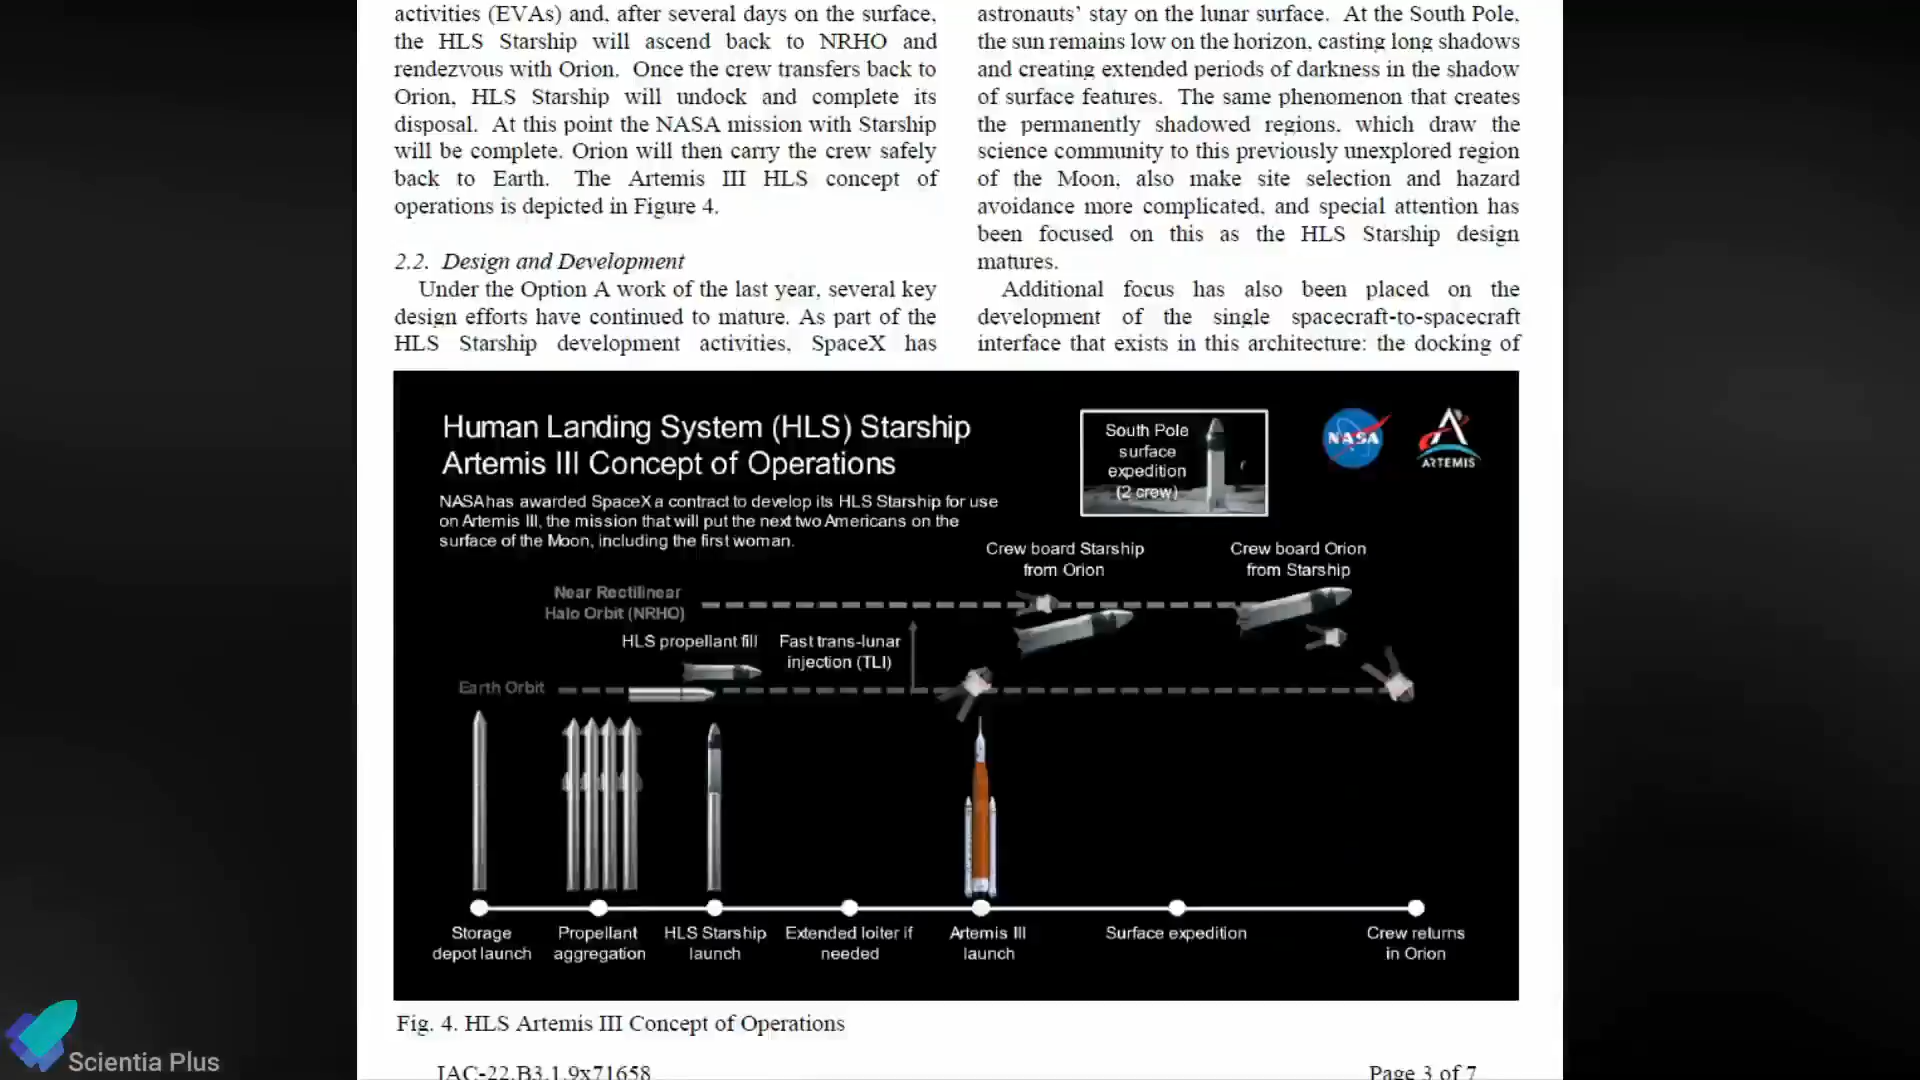 activities (EVAs) and, after several days on the surface,
the HLS Starship will ascend back to NRHO and
rendezvous with Orion. Once the crew transfers back to
Orion, HLS Starship will undock and complete its
disposal. At this point the NASA mission with Starship
will be complete. Orion will then carry the crew safely
back to Earth. The Artemis III HLS concept of
operations is depicted in Figure 4.
2.2. Design and Development
Under the Option A work of the last year, several key
design efforts have continued to mature. As part of the
HLS Starship development activities, SpaceX has
astronauts' stay on the lunar surface. At the South Pole,
the sun remains low on the horizon, casting long shadows
and creating extended periods of darkness in the shadow
of surface features. The same phenomenon that creates
the permanently shadowed regions, which draw the
science community to this previously unexplored region
of the Moon, also make site selection and hazard
avoidance more complicated, and special attention has
been focused on this as the HLS Starship design
matures.
Additional focus has also been placed on the
development of the single spacecraft-to-spacecraft
interface that exists in this architecture: the docking of
Human Landing System (HLS) Starship
Artemis III Concept of Operations
NASA has awarded SpaceX a contract to develop its HLS Starship for use
on Artemis III, the mission that will put the next two Americans on the
surface of the Moon, including the first woman.
South Pole
surface
expedition
(2 crew)
NASA
ARTEMIS
Crew board Starship
from Orion
Crew board Orion
from Starship
Near Rectilinear
Halo Orbit (NRHO)
HLS propellant fill
Fast trans-lunar
injection (TLI)
Earth Orbit
Storage
depot launch
Propellant
aggregation
HLS Starship
launch
Extended loiter if
needed
Artemis III
launch
Surface expedition
Crew returns
in Orion
Fig. 4. HLS Artemis III Concept of Operations
IAC-22.B3.1.9x71658
Page 3 of 7
Scientia Plus